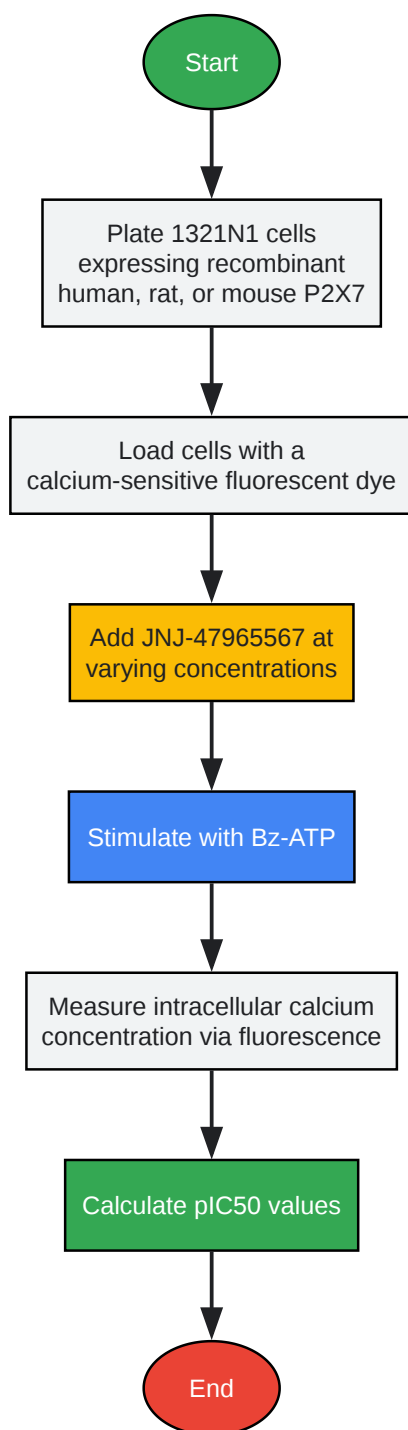 Start
Plate 1321N1 cells
expressing recombinant
human, rat, or mouse P2X7
Load cells with a
calcium-sensitive fluorescent dye
Add JNJ-47965567 at
varying concentrations
Stimulate with Bz-ATP
Measure intracellular calcium
concentration via fluorescence
Calculate pIC50 values
End